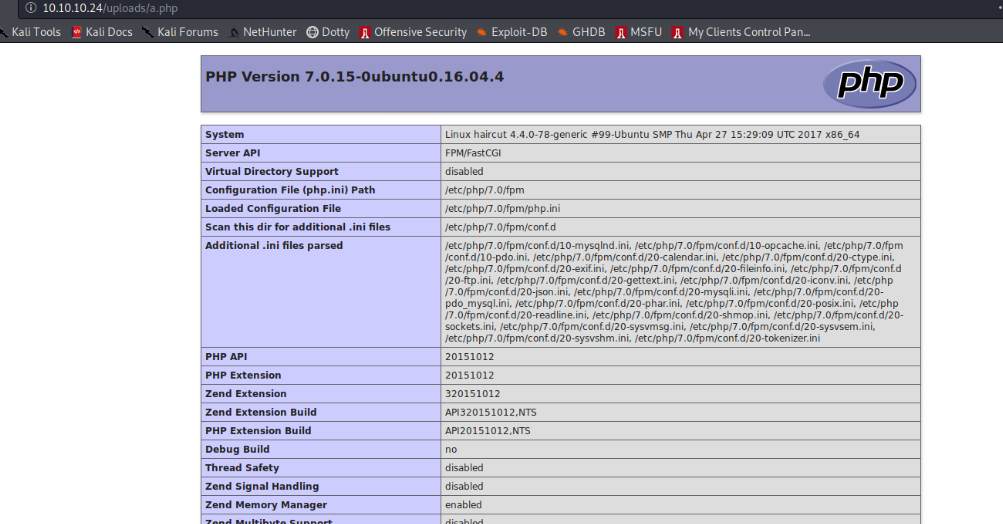 10.10.10.24/uploads/a.php
Kali Tools Kali Docs Kali Forums NetHunter Dotty Offensive Security Exploit-DB GHDB MSFU My Clients Control Pan...
PHP Version 7.0.15-0ubuntu0.16.04.4
php
System Linux haircut 4.4.0-78-generic #99-Ubuntu SMP Thu Apr 27 15:29:09 UTC 2017 x86_64
Server API FPM/FastCGI
Virtual Directory Support disabled
Configuration File (php.ini) Path /etc/php/7.0/fpm
Loaded Configuration File /etc/php/7.0/fpm/php.ini
Scan this dir for additional .ini files /etc/php/7.0/fpm/conf.d
Additional .ini files parsed /etc/php/7.0/fpm/conf.d/10-mysqlnd.ini, /etc/php/7.0/fpm/conf.d/10-opcache.ini, /etc/php/7.0/fpm
/conf.d/10-pdo.ini, /etc/php/7.0/fpm/conf.d/20-calendar.ini, /etc/php/7.0/fpm/conf.d/20-ctype.ini,
/etc/php/7.0/fpm/conf.d/20-exif.ini, /etc/php/7.0/fpm/conf.d/20-fileinfo.ini, /etc/php/7.0/fpm/conf.d
/20-ftp.ini, /etc/php/7.0/fpm/conf.d/20-gettext.ini, /etc/php/7.0/fpm/conf.d/20-iconv.ini, /etc/php
/7.0/fpm/conf.d/20-json.ini, /etc/php/7.0/fpm/conf.d/20-mysqli.ini, /etc/php/7.0/fpm/conf.d/20-
pdo_mysql.ini, /etc/php/7.0/fpm/conf.d/20-phar.ini, /etc/php/7.0/fpm/conf.d/20-posix.ini, /etc/php
/7.0/fpm/conf.d/20-readline.ini, /etc/php/7.0/fpm/conf.d/20-shmop.ini, /etc/php/7.0/fpm/conf.d/20-
sockets.ini, /etc/php/7.0/fpm/conf.d/20-sysvmsg.ini, /etc/php/7.0/fpm/conf.d/20-sysvsem.ini,
/etc/php/7.0/fpm/conf.d/20-sysvshm.ini, /etc/php/7.0/fpm/conf.d/20-tokenizer.ini
PHP API 20151012
PHP Extension 20151012
Zend Extension 320151012
Zend Extension Build API320151012,NTS
PHP Extension Build API20151012,NTS
Debug Build no
Thread Safety disabled
Zend Signal Handling disabled
Zend Memory Manager enabled
Zend Multibyte Support disabled